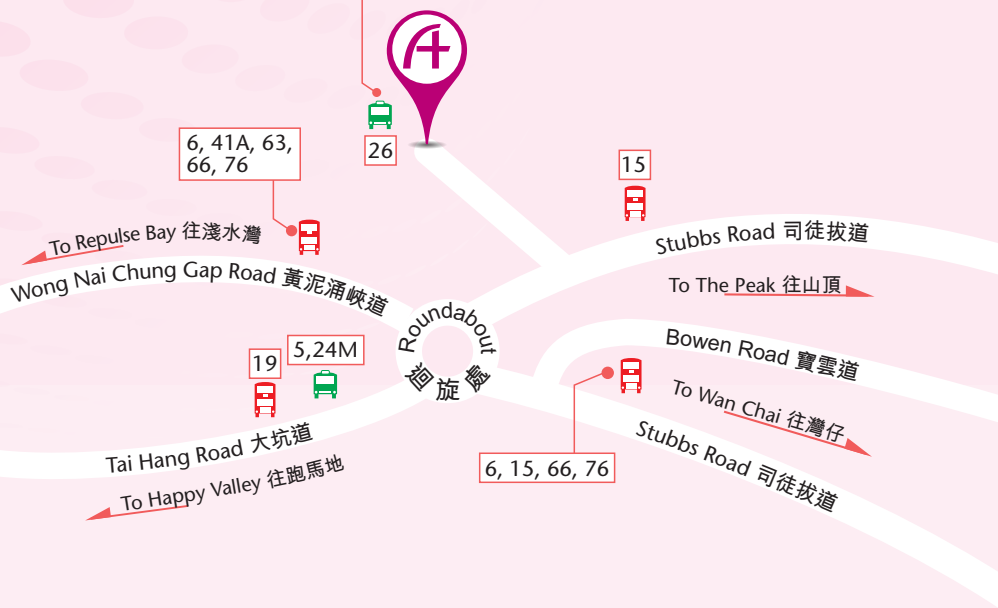 6, 41A, 63,
66, 76
26
15
To Repulse Bay 往淺水灣
Wong Nai Chung Gap Road 黃泥涌峽道
Stubbs Road 司徒拔道
To The Peak 往山頂
Roundabout
迴旋處
Bowen Road 寶雲道
19
5,24M
To Wan Chai 往灣仔
Tai Hang Road 大坑道
To Happy Valley 往跑馬地
6, 15, 66, 76
Stubbs Road 司徒拔道